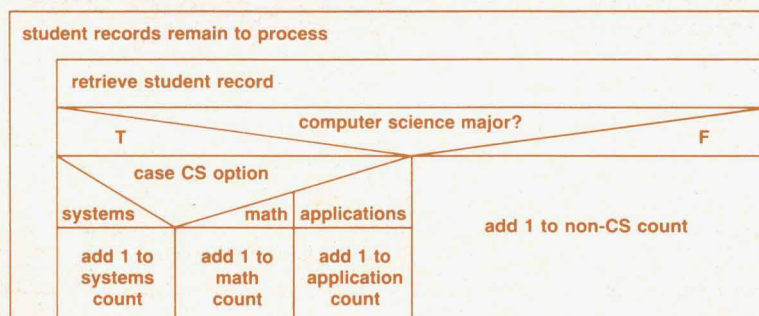 student records remain to process
retrieve student record
computer science major?
T
F
case CS option
systems
math
applications
add 1 to
systems
count
add 1 to
math
count
add 1 to
application
count
add 1 to non-CS count